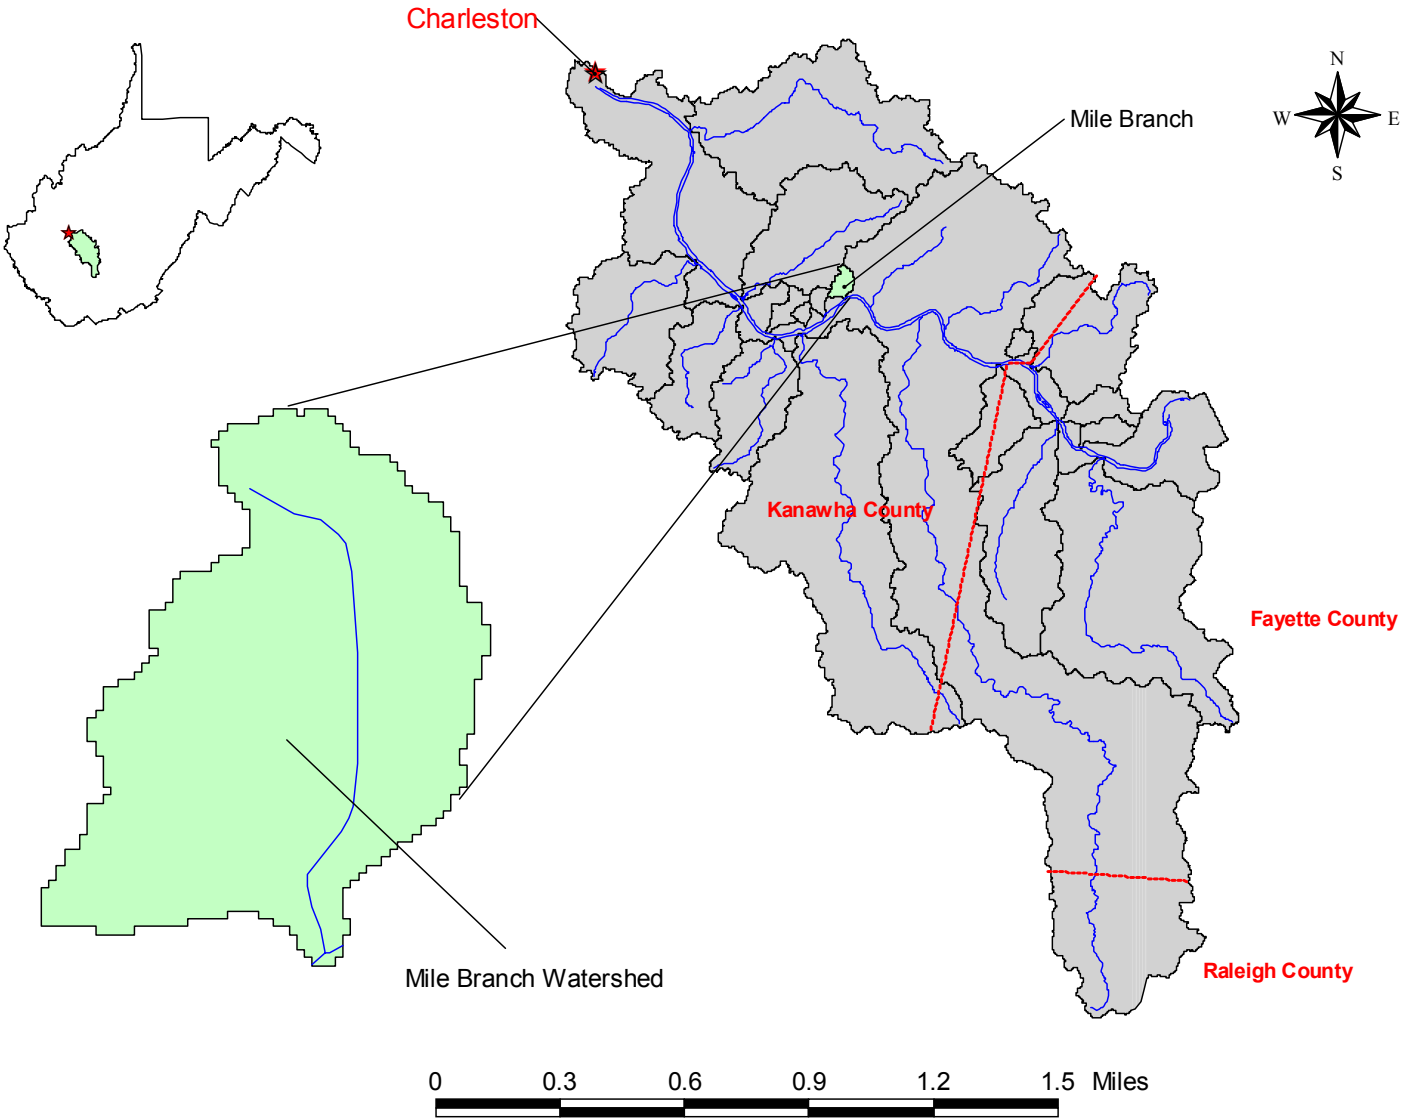 Charleston
N
W
E
S
Mile Branch
Kanawha County
Fayette County
Raleigh County
Mile Branch Watershed
0 0.3 0.6 0.9 1.2 1.5 Miles